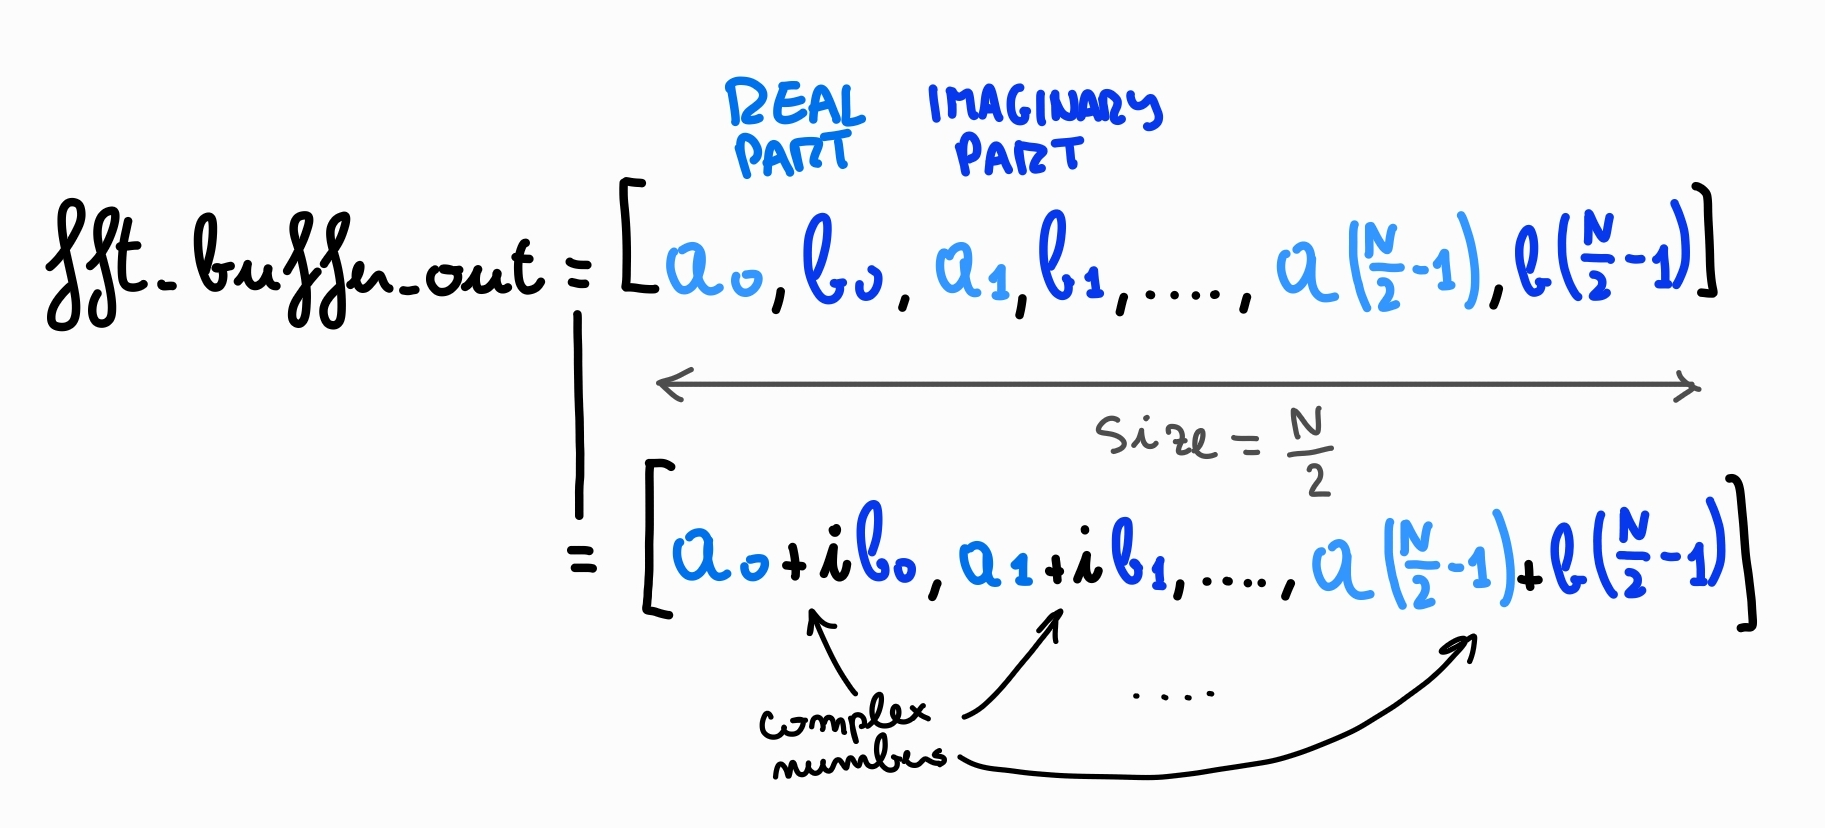 REAL IMAGINARY
PART PART
fft_buffer_out = [a0, b0, a1, b1, ...., a(N/2-1), b(N/2-1)]
Size = N/2
= [a0+ib0, a1+ib1, ...., a(N/2-1)+b(N/2-1)]
....
complex
numbers